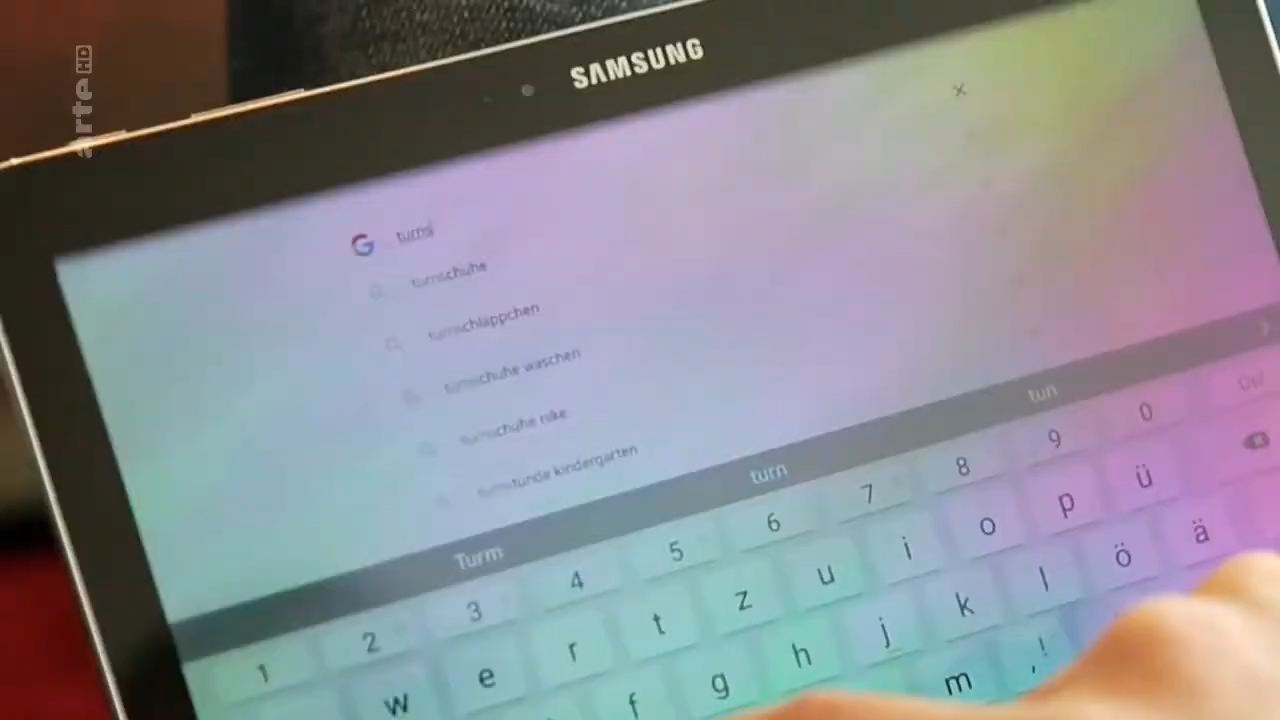 arte HD
SAMSUNG
×
G turns
turnschuhe
turnschläppchen
turnschuhe waschen
turnschuhe nike
turnstunde kindergarten
Turm turn tun
1 2 3 4 5 6 7 8 9 0
w e r t z u i o p ü
f g h j k l ö ä
m ,!